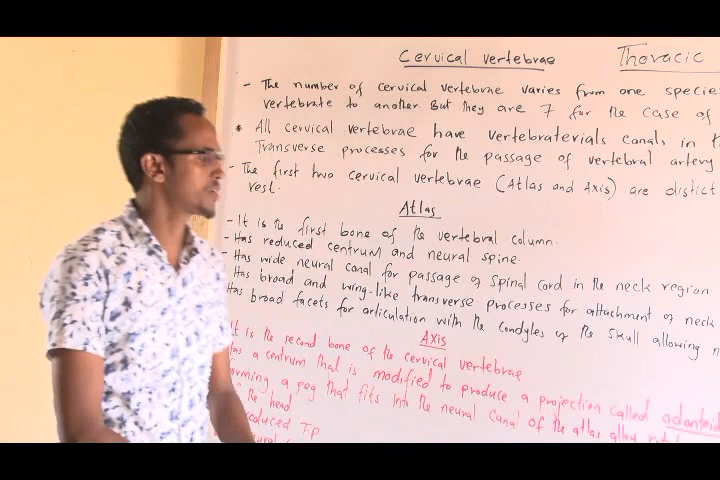 Cervical vertebrae
Thoracic
- The number of cervical vertebrae varies from one species
vertebrate to another. But they are 7 for the case of
* All cervical vertebrae have vertebraterials canals in
Transverse processes for the passage of vertebral artery
- The first two cervical vertebrae (Atlas and Axis) are distict
rest.
Atlas
- It is the first bone of the vertebral column.
- Has reduced centrum and neural spine.
- Has wide neural canal for passage of spinal cord in the neck region
Has broad and wing-like transverse processes for attachment of neck
Has broad facets for articulation with the condyles of the skull allowing
Axis
It is the second bone of the cervical vertebrae
Has a centrum that is modified to produce a projection called
forming a peg that fits into the neural canal of the atlas allow
the head
reduced T.P